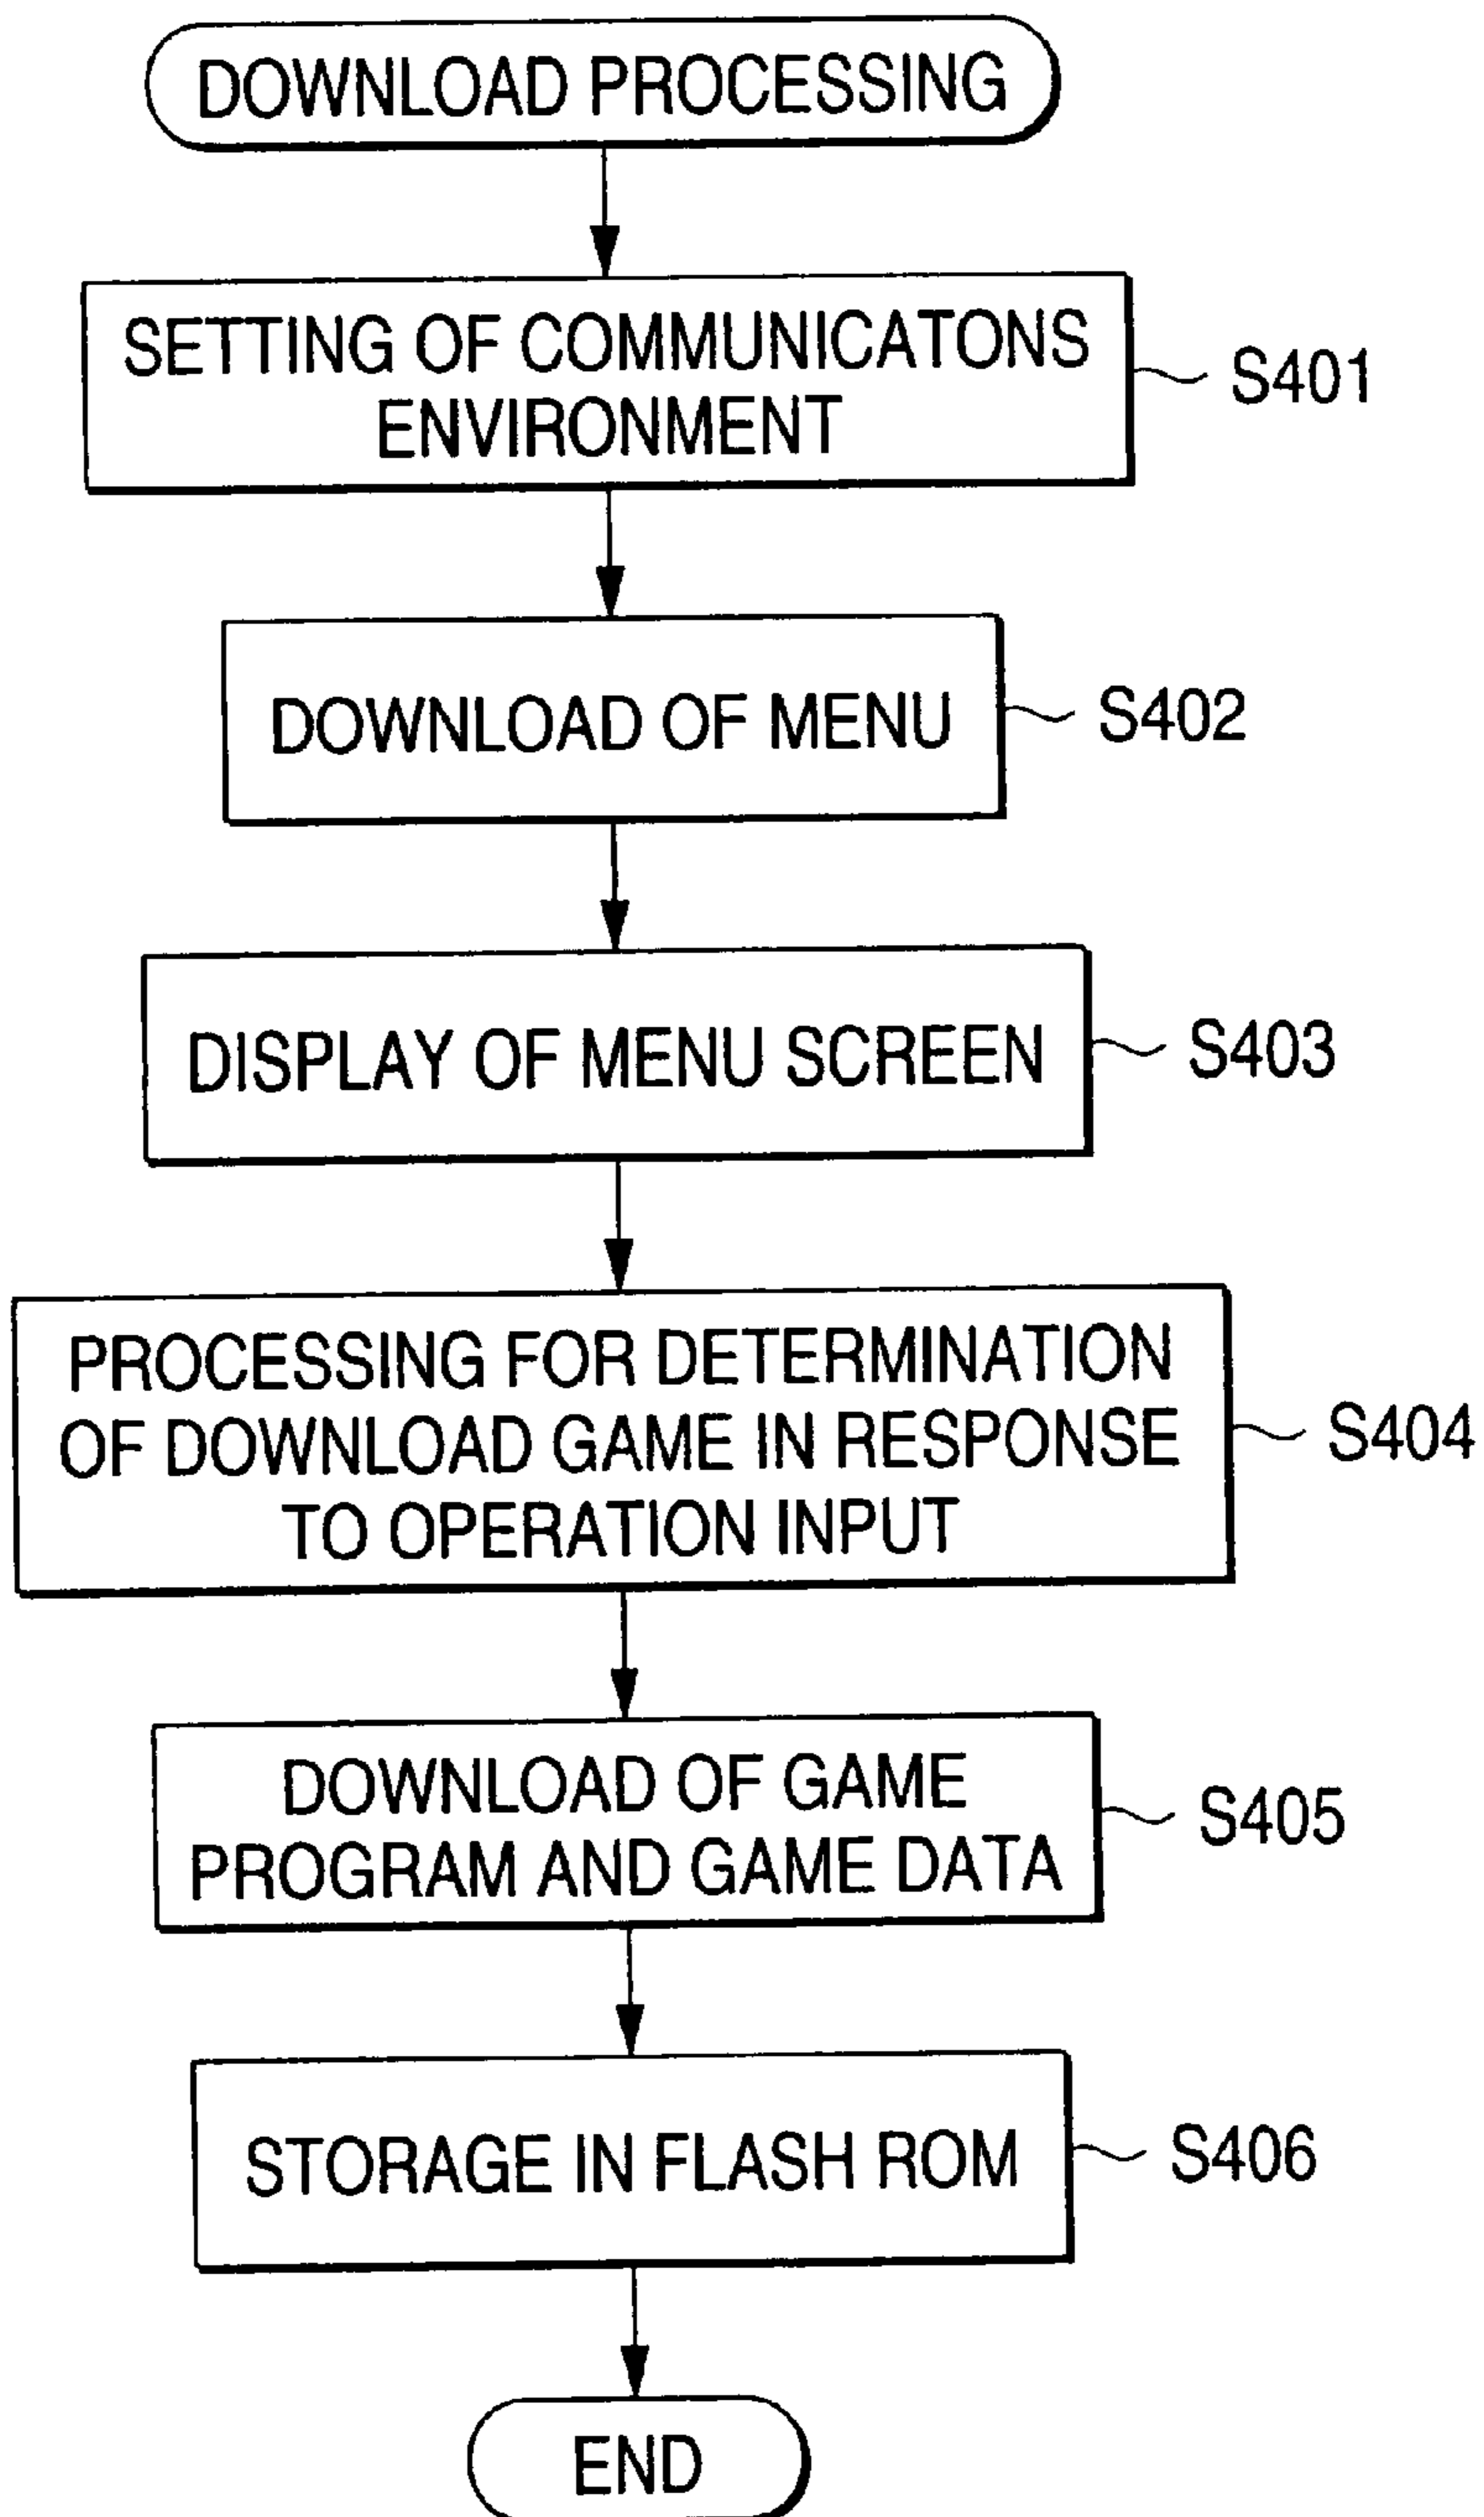 DOWNLOAD PROCESSING
SETTING OF COMMUNICATONS
ENVIRONMENT
S401
DOWNLOAD OF MENU
S402
DISPLAY OF MENU SCREEN
S403
PROCESSING FOR DETERMINATION
OF DOWNLOAD GAME IN RESPONSE
TO OPERATION INPUT
S404
DOWNLOAD OF GAME
PROGRAM AND GAME DATA
S405
STORAGE IN FLASH ROM
S406
END